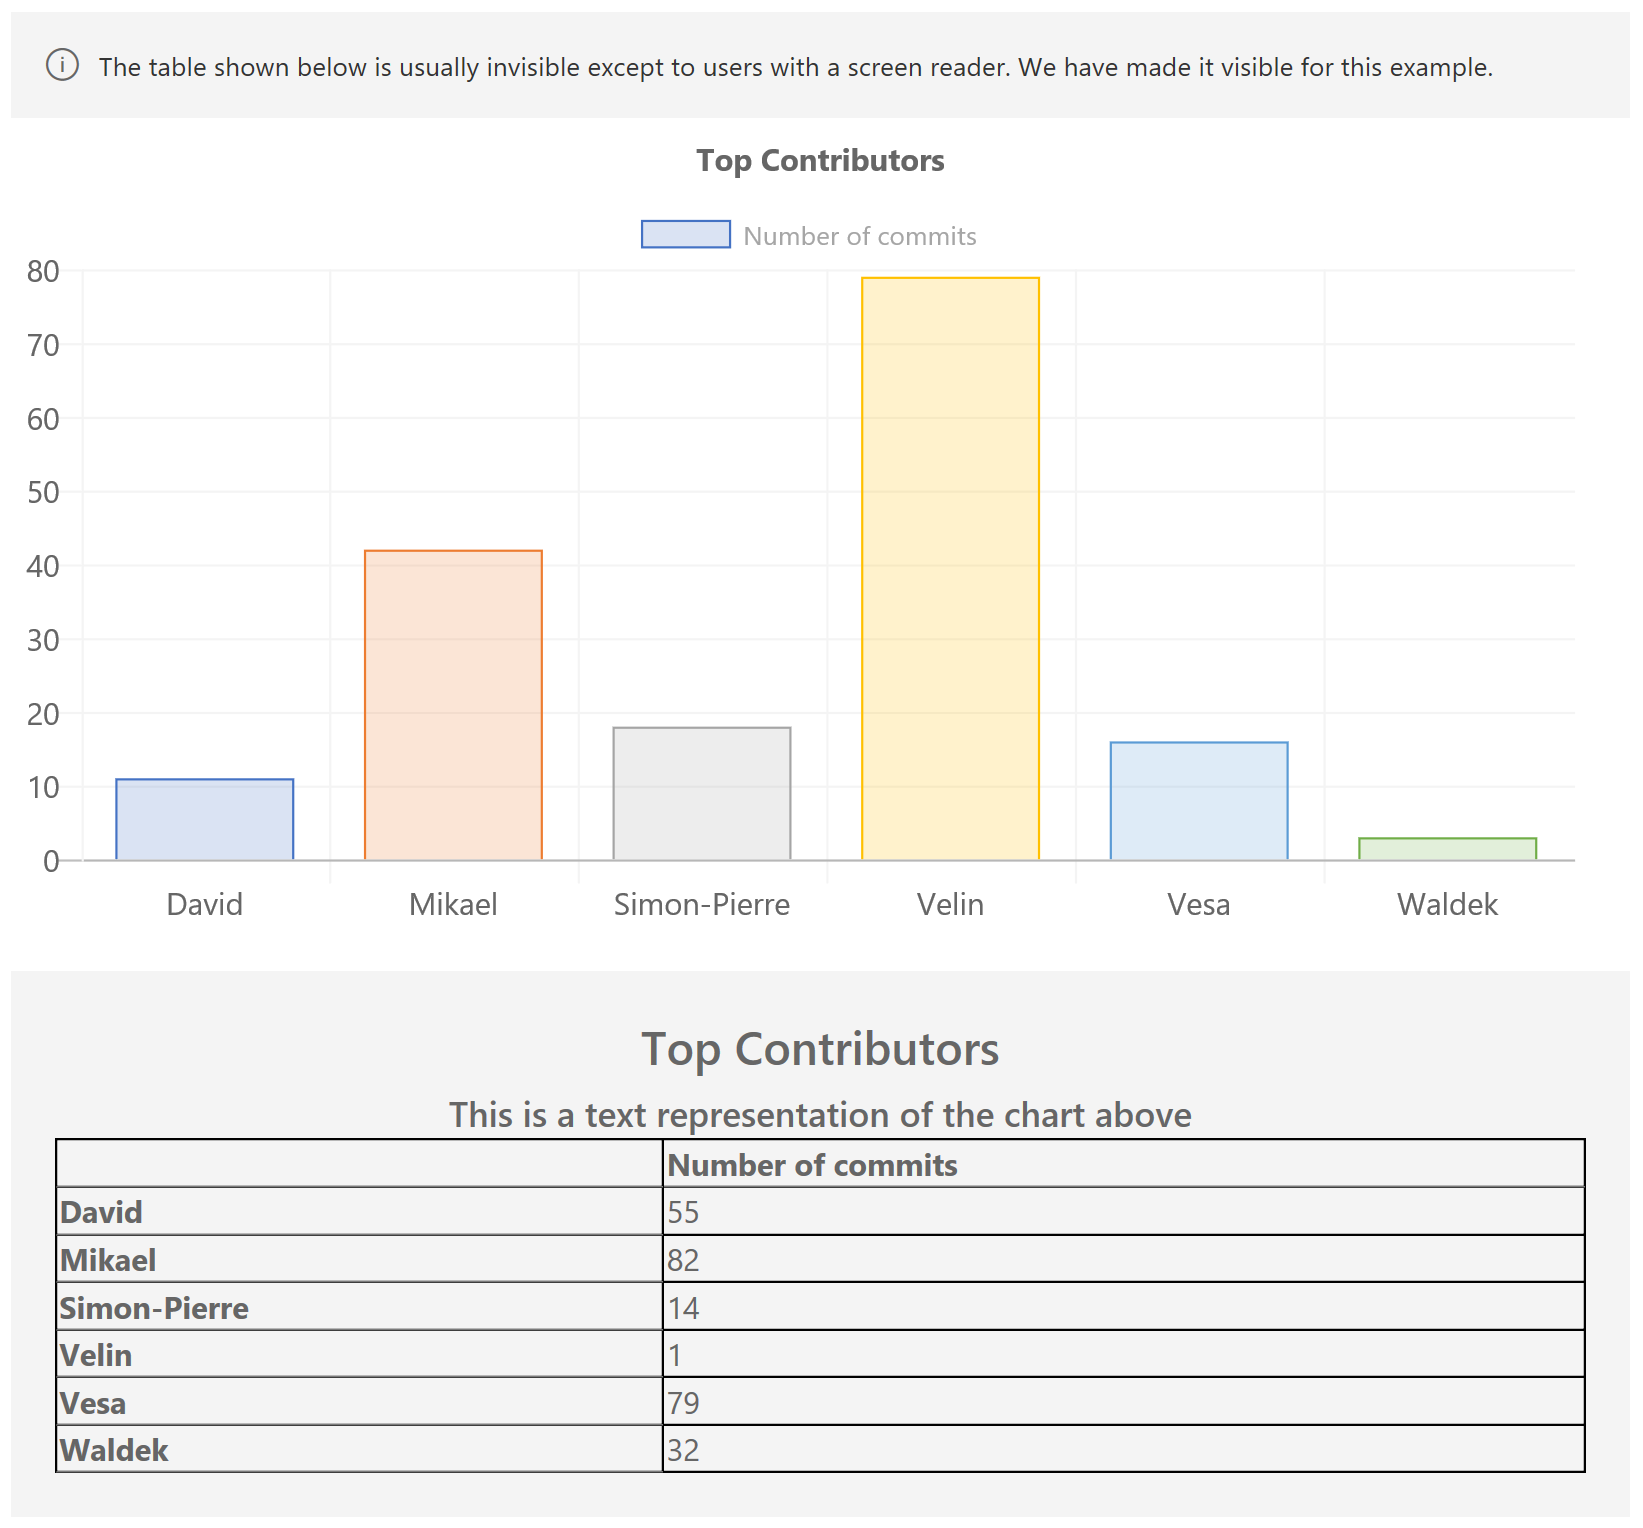 The table shown below is usually invisible except to users with a screen reader. We have made it visible for this example.
Top Contributors
Number of commits
80
70
60
50
40
30
20
10
0
David Mikael Simon-Pierre Velin Vesa Waldek
Top Contributors
This is a text representation of the chart above
Number of commits
David 55
Mikael 82
Simon-Pierre 14
Velin 1
Vesa 79
Waldek 32